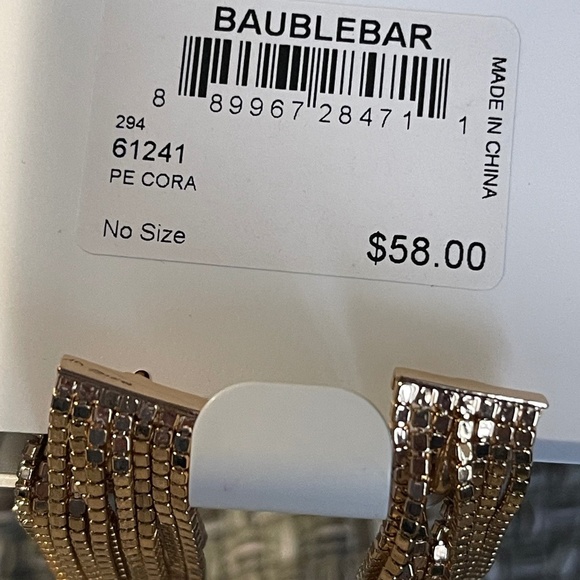 BAUBLEBAR
8 89967 28471 1
MADE IN CHINA
294
61241
PE CORA
No Size
$58.00